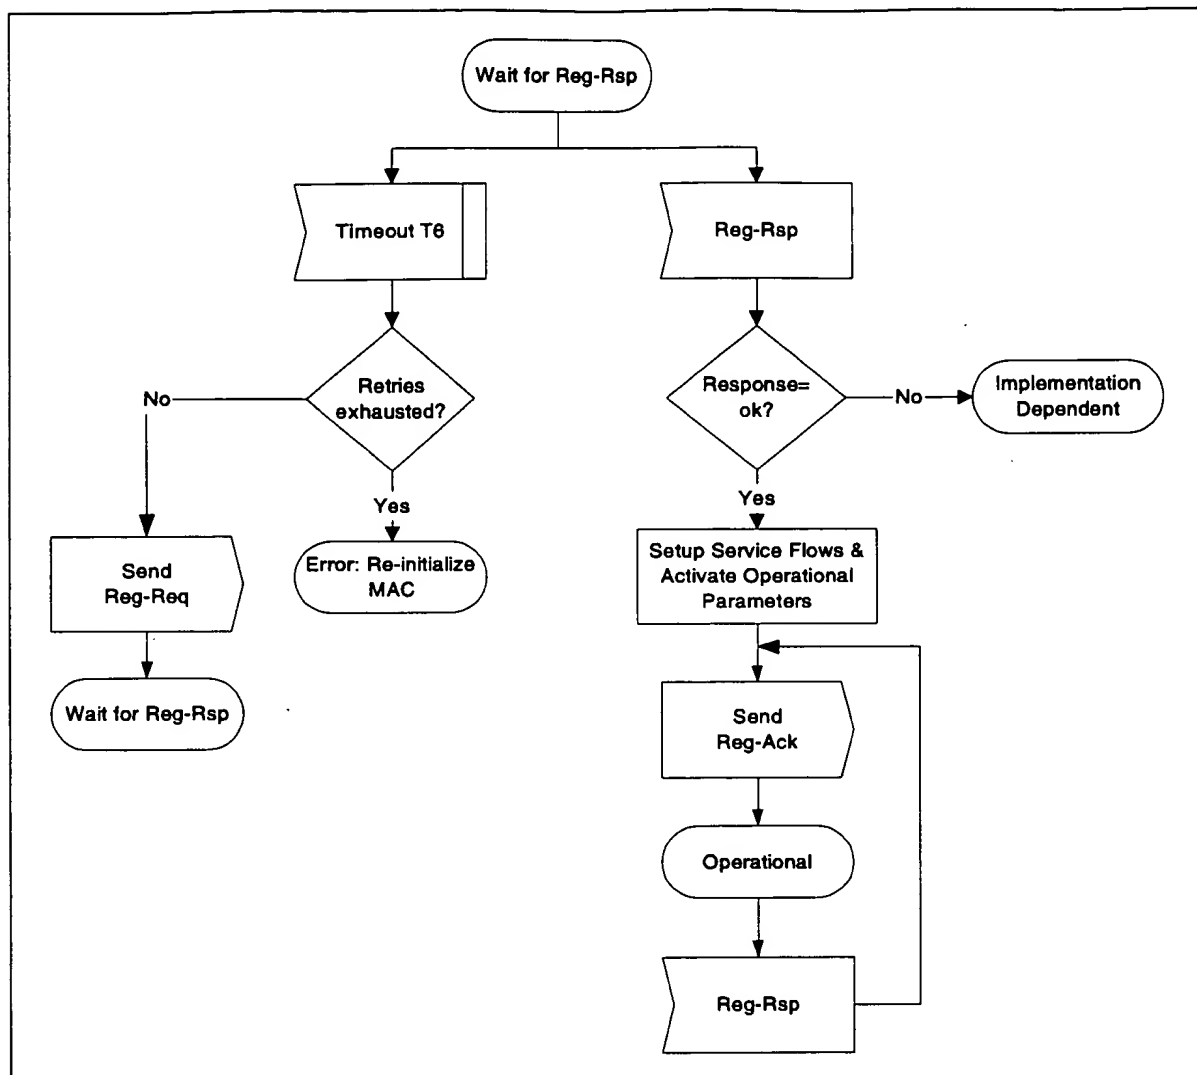 Wait for Reg-Rsp
Timeout T6
Reg-Rsp
Retries
exhausted?
No
Yes
Response=
ok?
No
Implementation
Dependent
Yes
Send
Reg-Req
Error: Re-initialize
MAC
Setup Service Flows &
Activate Operational
Parameters
Wait for Reg-Rsp
Send
Reg-Ack
Operational
Reg-Rsp